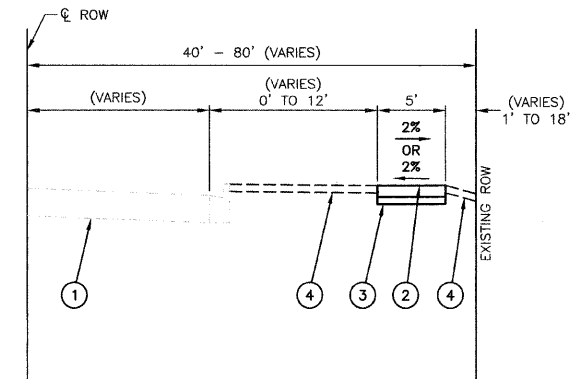 ℄ ROW
40' - 80' (VARIES)
(VARIES)
(VARIES)
0' TO 12'
5'
(VARIES)
1' TO 18'
2%
OR
2%
EXISTING ROW
1
4
3
2
4